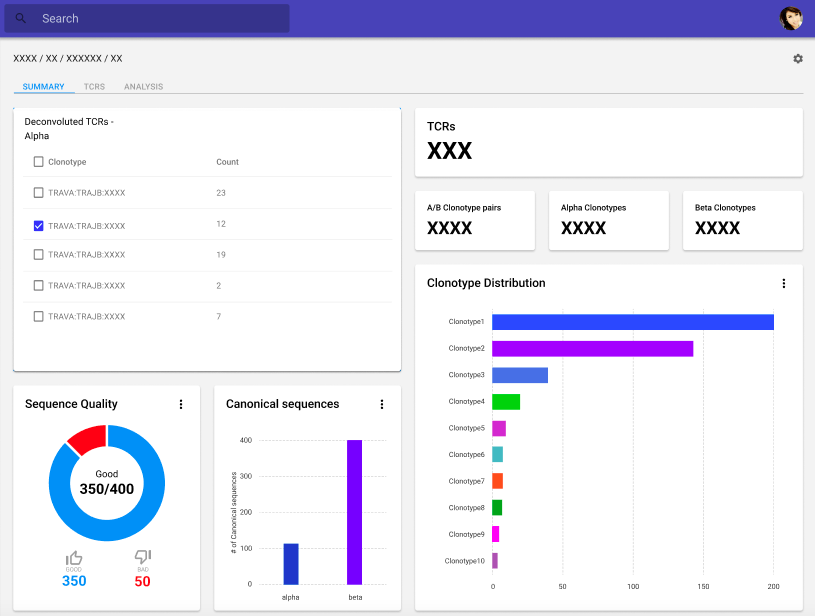 Search
XXXX / XX / XXXXXX / XX
SUMMARY TCRS ANALYSIS
Deconvoluted TCRs -
Alpha
Clonotype Count
TRAVA:TRAJB:XXXX 23
TRAVA:TRAJB:XXXX 12
TRAVA:TRAJB:XXXX 19
TRAVA:TRAJB:XXXX 2
TRAVA:TRAJB:XXXX 7
TCRs
XXX
A/B Clonotype pairs
XXXX
Alpha Clonotypes
XXXX
Beta Clonotypes
XXXX
Sequence Quality
Good
350/400
GOOD
350
BAD
50
Canonical sequences
# of Canonical sequences
400
300
200
100
0
alpha beta
Clonotype Distribution
Clonotype1
Clonotype2
Clonotype3
Clonotype4
Clonotype5
Clonotype6
Clonotype7
Clonotype8
Clonotype9
Clonotype10
0 50 100 150 200